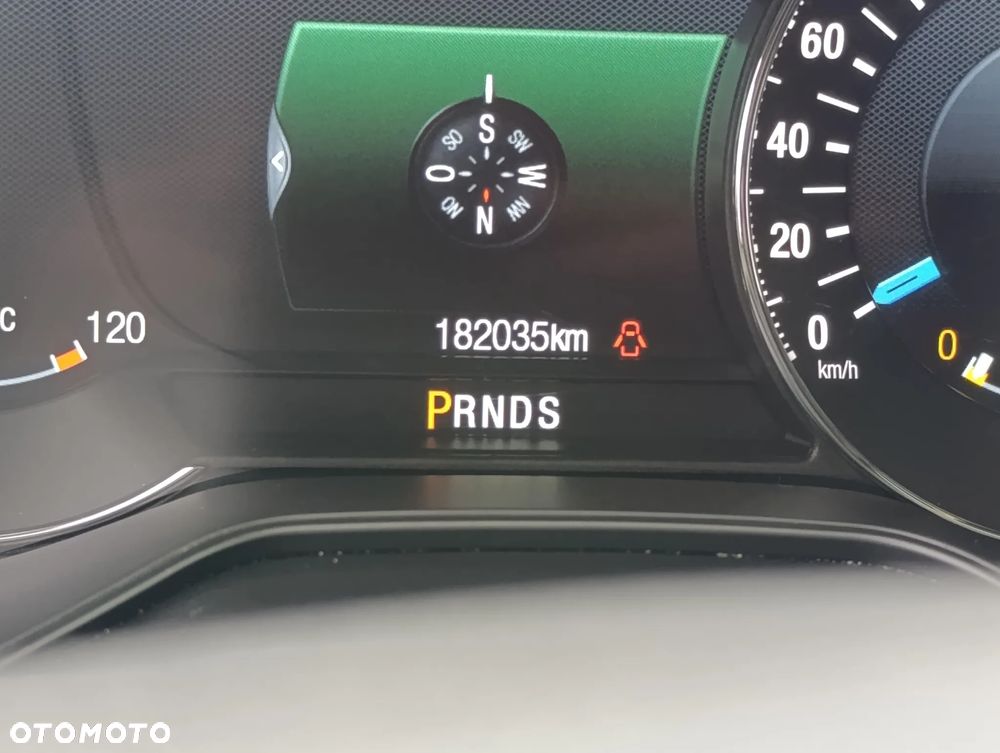 60
S
SO
SW
40
O
W
NO
NW
N
20
C
120
182035km
0
0
km/h
PRNDS
OTOMOTO